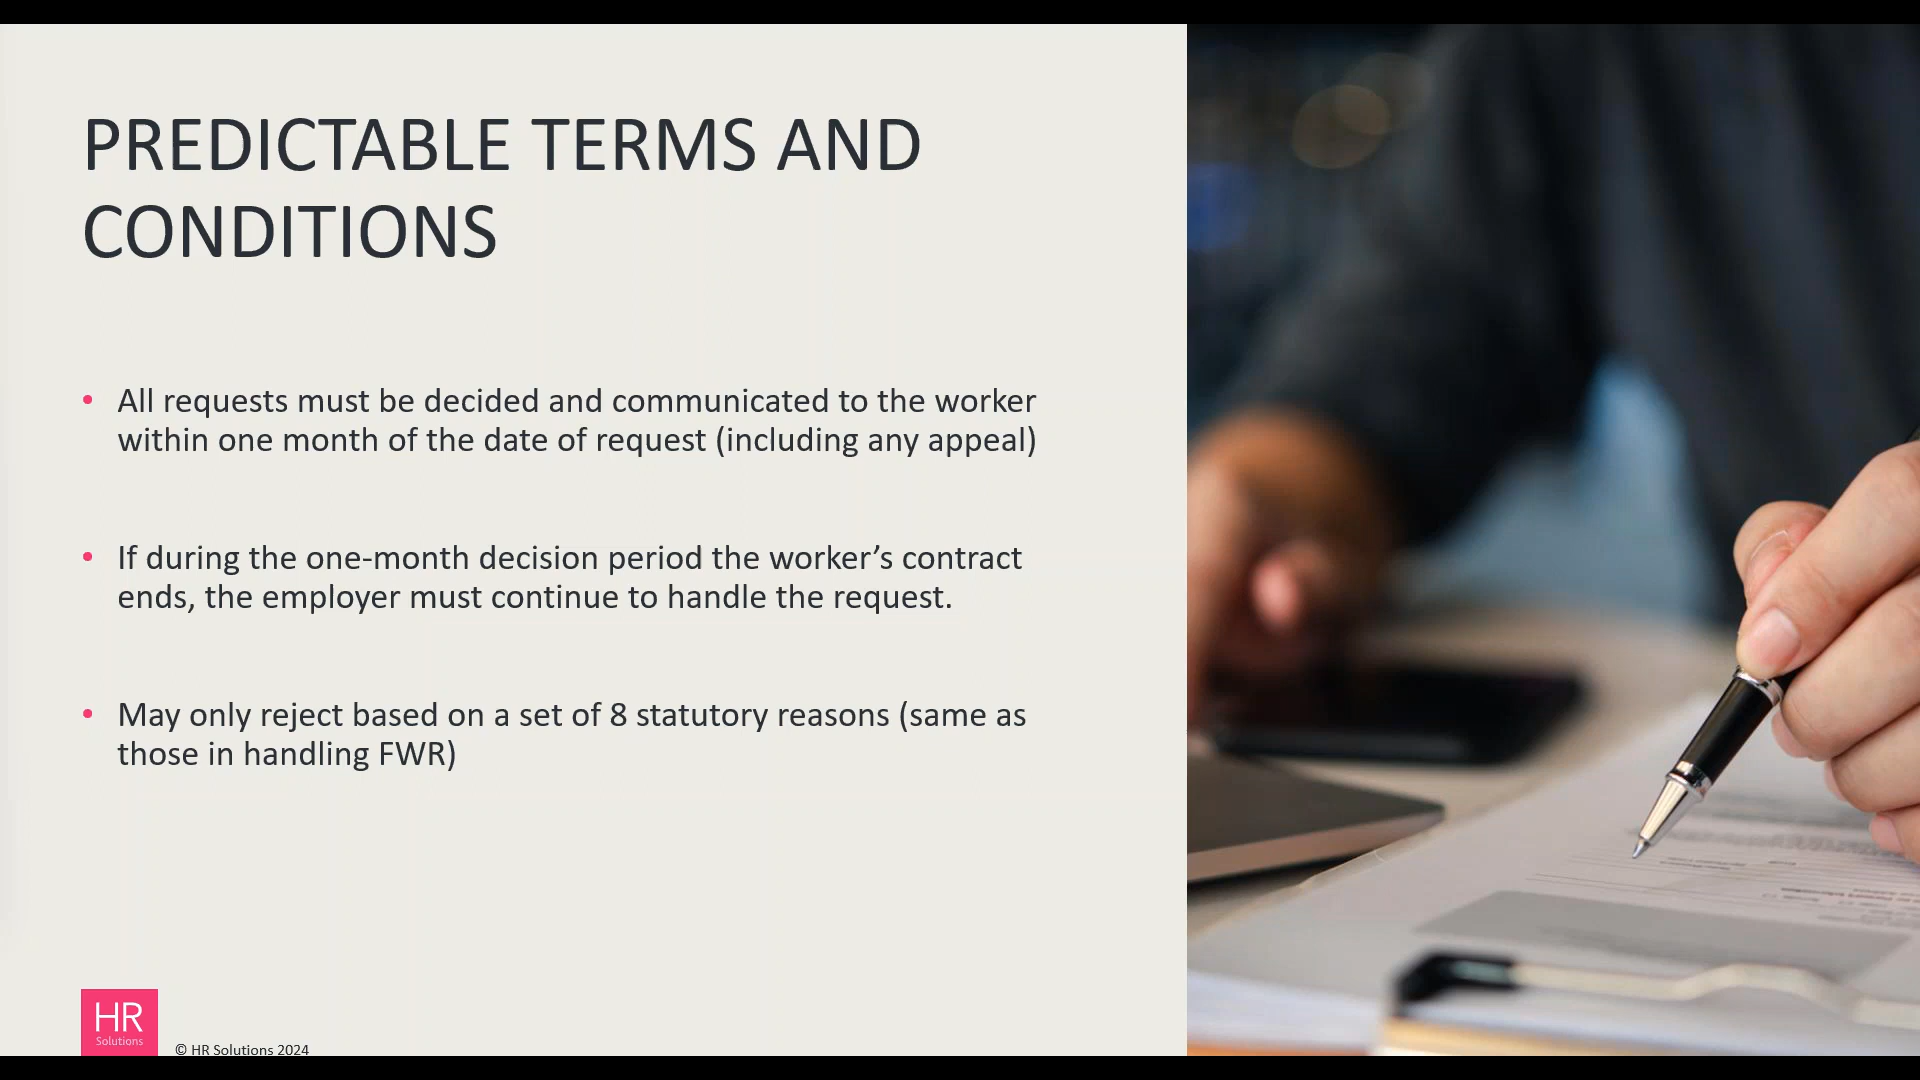 PREDICTABLE TERMS AND
CONDITIONS
• All requests must be decided and communicated to the worker
within one month of the date of request (including any appeal)
• If during the one-month decision period the worker’s contract
ends, the employer must continue to handle the request.
• May only reject based on a set of 8 statutory reasons (same as
those in handling FWR)
HR
Solutions
© HR Solutions 2024